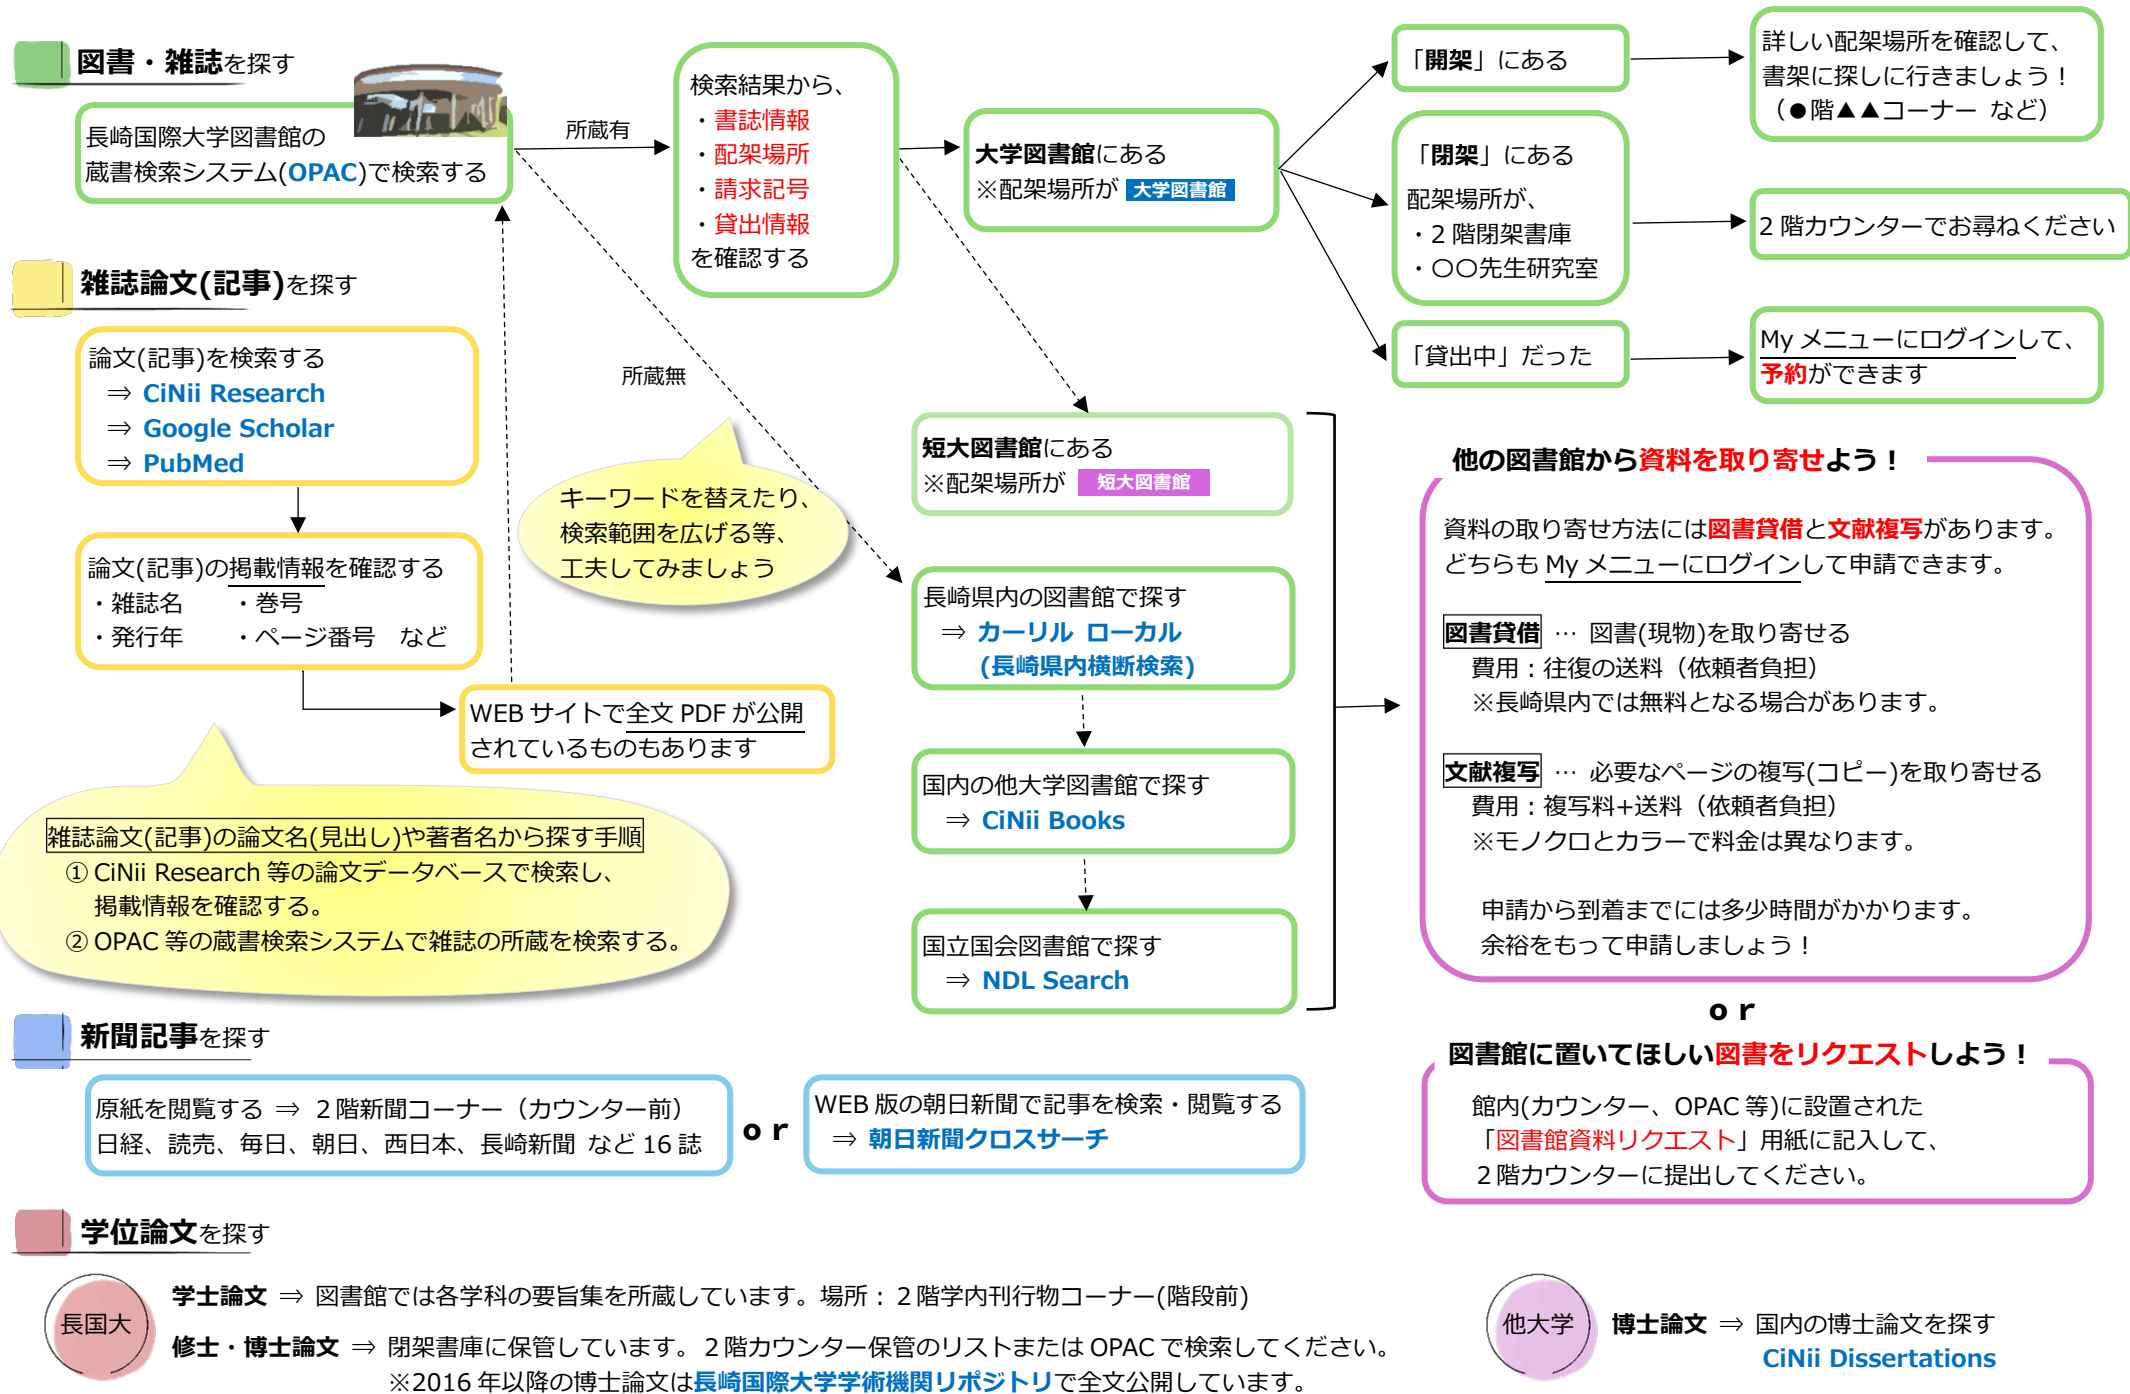 図書・雑誌を探す
長崎国際大学図書館の
蔵書検索システム(OPAC)で検索する
所蔵有
検索結果から、
・書誌情報
・配架場所
・請求記号
・貸出情報
を確認する
大学図書館にある
※配架場所が 大学図書館
「開架」にある
詳しい配架場所を確認して、
書架に探しに行きましょう！
（●階▲▲コーナー など）
「閉架」にある
配架場所が、
・2 階閉架書庫
・〇〇先生研究室
2 階カウンターでお尋ねください
「貸出中」だった
My メニューにログインして、
予約ができます
所蔵無
キーワードを替えたり、
検索範囲を広げる等、
工夫してみましょう
短大図書館にある
※配架場所が 短大図書館
長崎県内の図書館で探す
⇒ カーリル ローカル
(長崎県内横断検索)
国内の他大学図書館で探す
⇒ CiNii Books
国立国会図書館で探す
⇒ NDL Search
雑誌論文(記事)を探す
論文(記事)を検索する
⇒ CiNii Research
⇒ Google Scholar
⇒ PubMed
論文(記事)の掲載情報を確認する
・雑誌名 ・巻号
・発行年 ・ページ番号 など
WEB サイトで全文 PDF が公開
されているものもあります
雑誌論文(記事)の論文名(見出し)や著者名から探す手順
① CiNii Research 等の論文データベースで検索し、
掲載情報を確認する。
② OPAC 等の蔵書検索システムで雑誌の所蔵を検索する。
他の図書館から資料を取り寄せよう！
資料の取り寄せ方法には図書貸借と文献複写があります。
どちらも My メニューにログインして申請できます。
図書貸借 … 図書(現物)を取り寄せる
費用：往復の送料（依頼者負担）
※長崎県内では無料となる場合があります。
文献複写 … 必要なページの複写(コピー)を取り寄せる
費用：複写料+送料（依頼者負担）
※モノクロとカラーで料金は異なります。
申請から到着までには多少時間がかかります。
余裕をもって申請しましょう！
or
図書館に置いてほしい図書をリクエストしよう！
館内(カウンター、OPAC 等)に設置された
「図書館資料リクエスト」用紙に記入して、
２階カウンターに提出してください。
新聞記事を探す
原紙を閲覧する ⇒ ２階新聞コーナー（カウンター前）
日経、読売、毎日、朝日、西日本、長崎新聞 など 16 誌
or
WEB 版の朝日新聞で記事を検索・閲覧する
⇒ 朝日新聞クロスサーチ
学位論文を探す
長国大
学士論文 ⇒ 図書館では各学科の要旨集を所蔵しています。場所：２階学内刊行物コーナー(階段前)
修士・博士論文 ⇒ 閉架書庫に保管しています。２階カウンター保管のリストまたは OPAC で検索してください。
※2016 年以降の博士論文は長崎国際大学学術機関リポジトリで全文公開しています。
他大学
博士論文 ⇒ 国内の博士論文を探す
CiNii Dissertations